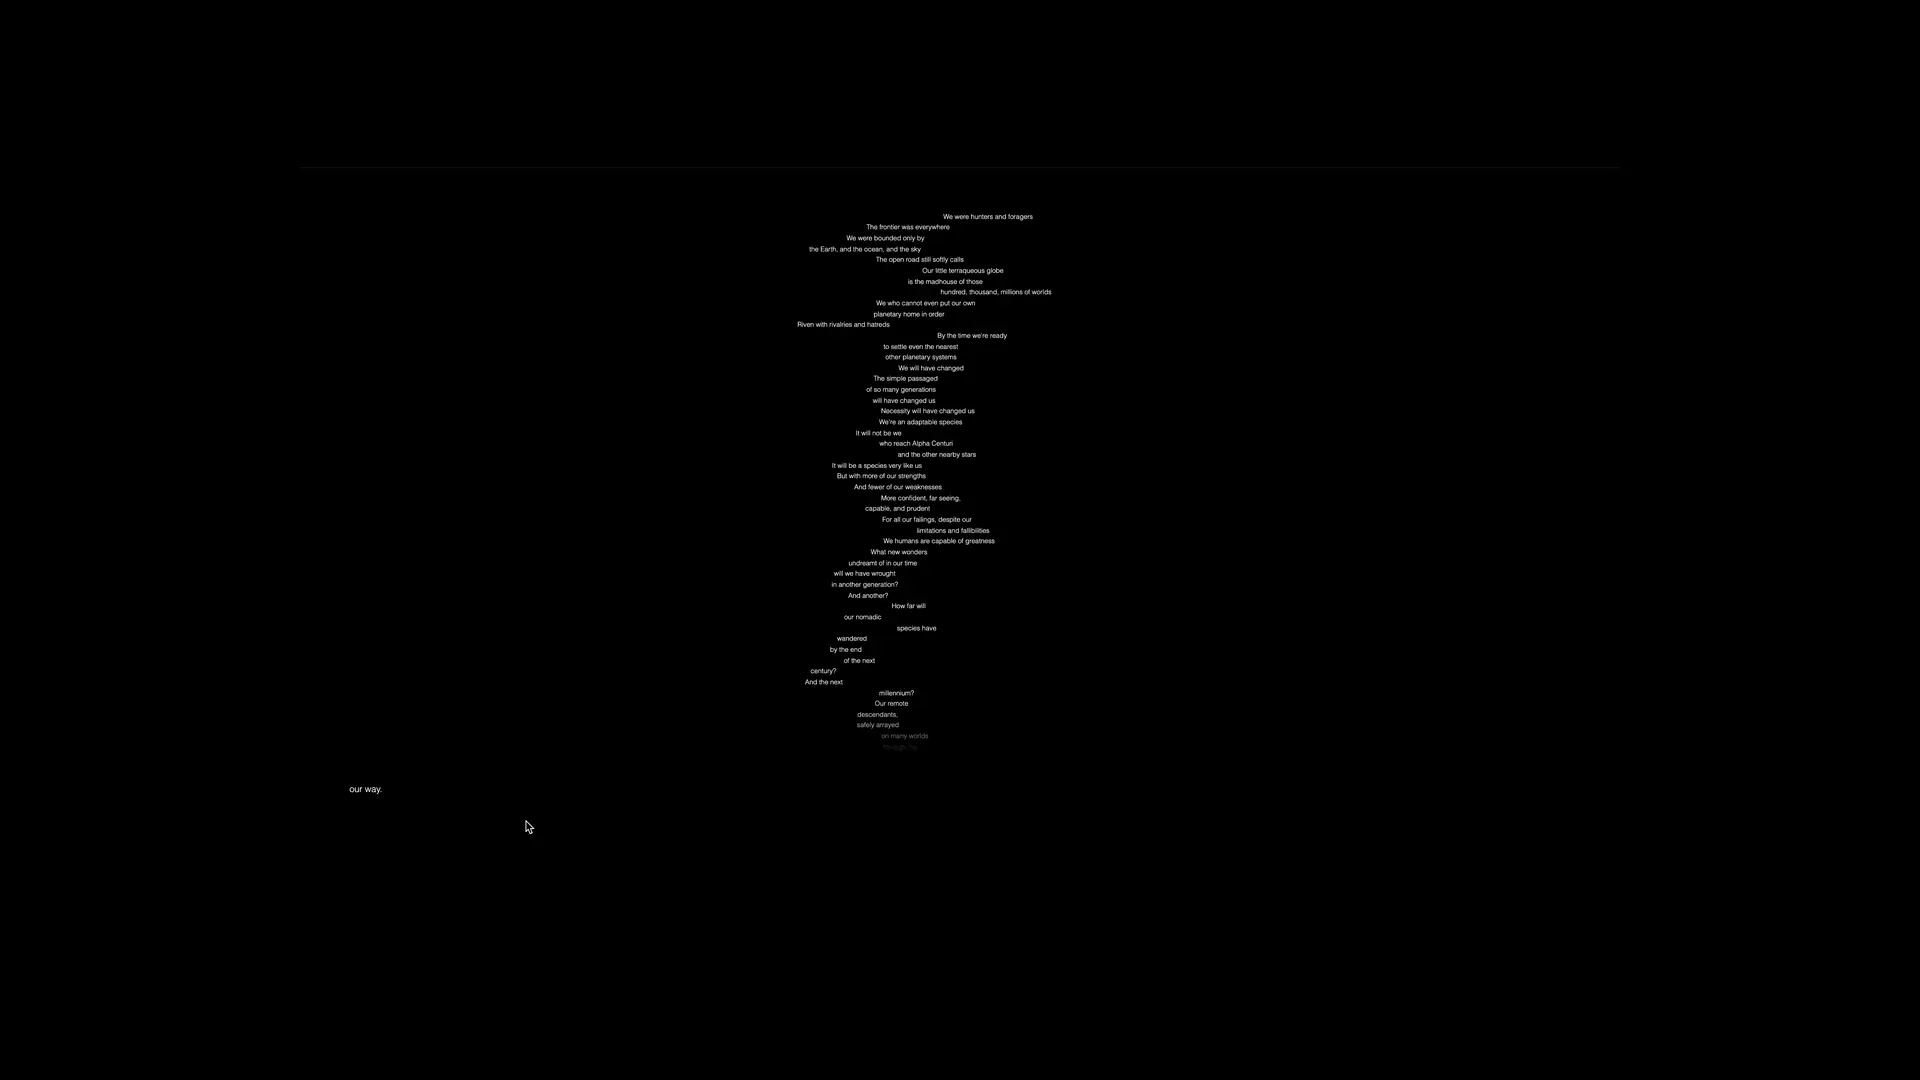 We were hunters and foragers
The frontier was everywhere
We were bounded only by
the Earth, and the ocean, and the sky
The open road still softly calls
Our little terraqueous globe
is the madhouse of those
hundred, thousand, millions of worlds
We who cannot even put our own
planetary home in order
Riven with rivalries and hatreds
By the time we're ready
to settle even the nearest
other planetary systems
We will have changed
The simple passaged
of so many generations
will have changed us
Necessity will have changed us
We're an adaptable species
It will not be we
who reach Alpha Centuri
and the other nearby stars
It will be a species very like us
But with more of our strengths
And fewer of our weaknesses
More confident, far seeing,
capable, and prudent
For all our failings, despite our
limitations and fallibilities
We humans are capable of greatness
What new wonders
undreamt of in our time
will we have wrought
in another generation?
And another?
How far will
our nomadic
species have
wandered
by the end
of the next
century?
And the next
millennium?
Our remote
descendants,
safely arrayed
on many worlds
our way.